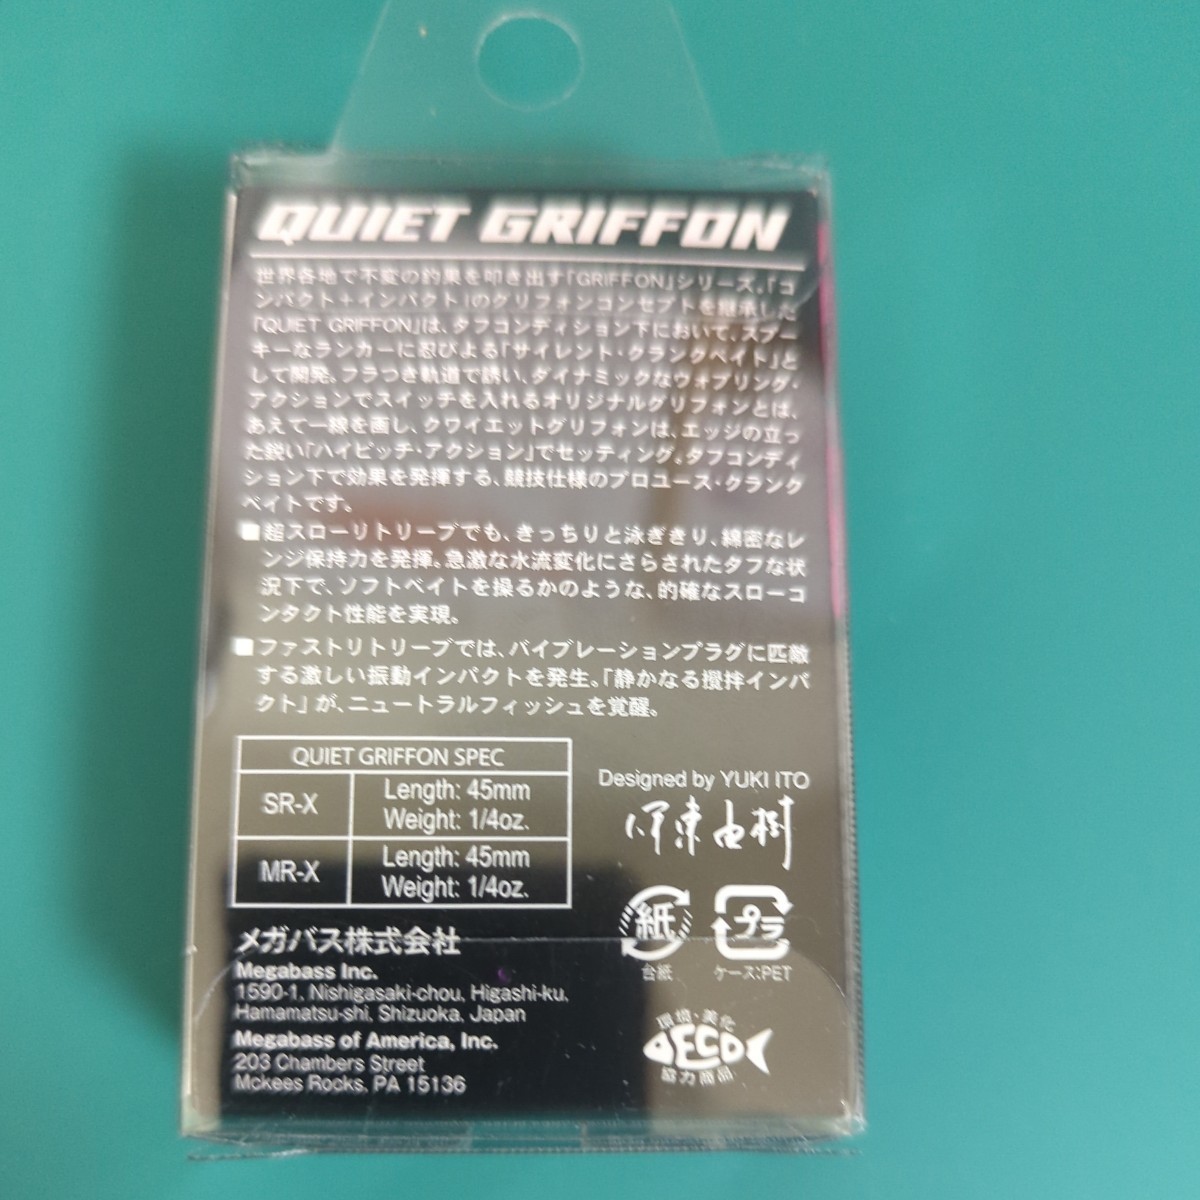 QUIET GRIFFON
世界各地で不変の釣果を叩き出す「GRIFFON」シリーズ。「コ
ンパクト＋インパクト」のグリフォンコンセプトを継承した
「QUIET GRIFFON」は、タフコンディション下において、スプー
キーなランカーに忍びよる「サイレント・クランクベイト」と
して開発。フラつき軌道で誘い、ダイナミックなウォブリング・
アクションでスイッチを入れるオリジナルグリフォンとは、
あえて一線を画し、クワイエットグリフォンは、エッジの立っ
た鋭い「ハイピッチ・アクション」でセッティング。タフコンディ
ション下で効果を発揮する、競技仕様のプロユース・クランク
ベイトです。
■超スローリトリーブでも、きっちりと泳ぎきり、綿密なレ
ンジ保持力を発揮。急激な水流変化にさらされたタフな状
況下で、ソフトベイトを操るかのような、的確なスローコ
ンタクト性能を実現。
■ファストリトリーブでは、バイブレーションプラグに匹敵
する激しい振動インパクトを発生。「静かなる攪拌インパ
クト」が、ニュートラルフィッシュを覚醒。
QUIET GRIFFON SPEC
SR-X
Length: 45mm
Weight: 1/4oz.
MR-X
Length: 45mm
Weight: 1/4oz.
Designed by YUKI ITO
伊東由樹
紙
台紙
プラ
ケース:PET
メガバス株式会社
Megabass Inc.
1590-1, Nishigasaki-chou, Higashi-ku,
Hamamatsu-shi, Shizuoka, Japan
Megabass of America, Inc.
203 Chambers Street
Mckees Rocks, PA 15136
環境・美化
ECO
協力商品